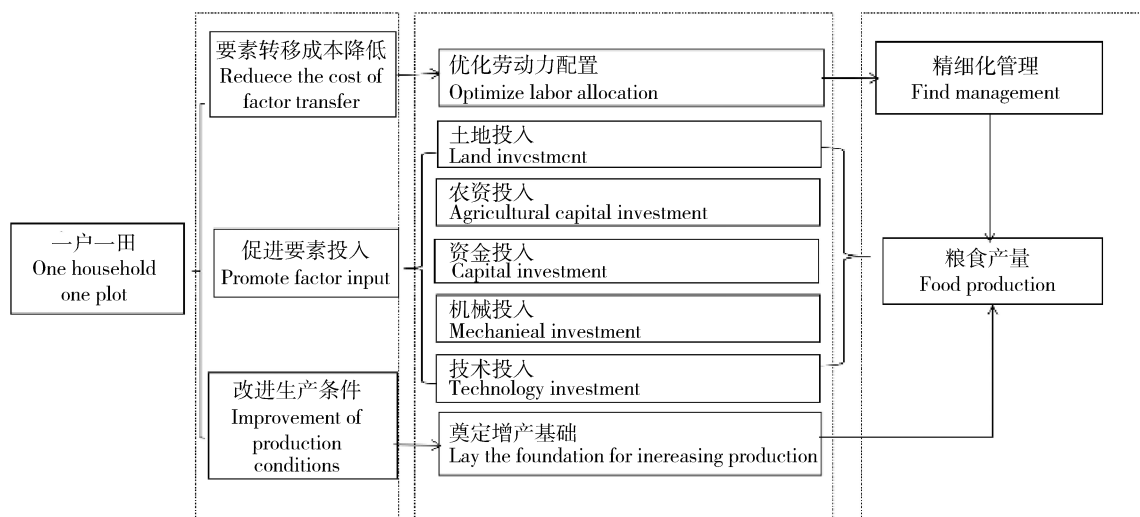 一户一田
One household
one plot
要素转移成本降低
Reduece the cost of
factor transfer
促进要素投入
Promote factor input
改进生产条件
Improvement of
production
conditions
优化劳动力配置
Optimize labor allocation
土地投入
Land investment
农资投入
Agricultural capital investment
资金投入
Capital investment
机械投入
Mechanieal investment
技术投入
Technology investment
奠定增产基础
Lay the foundation for inereasing production
精细化管理
Find management
粮食产量
Food production